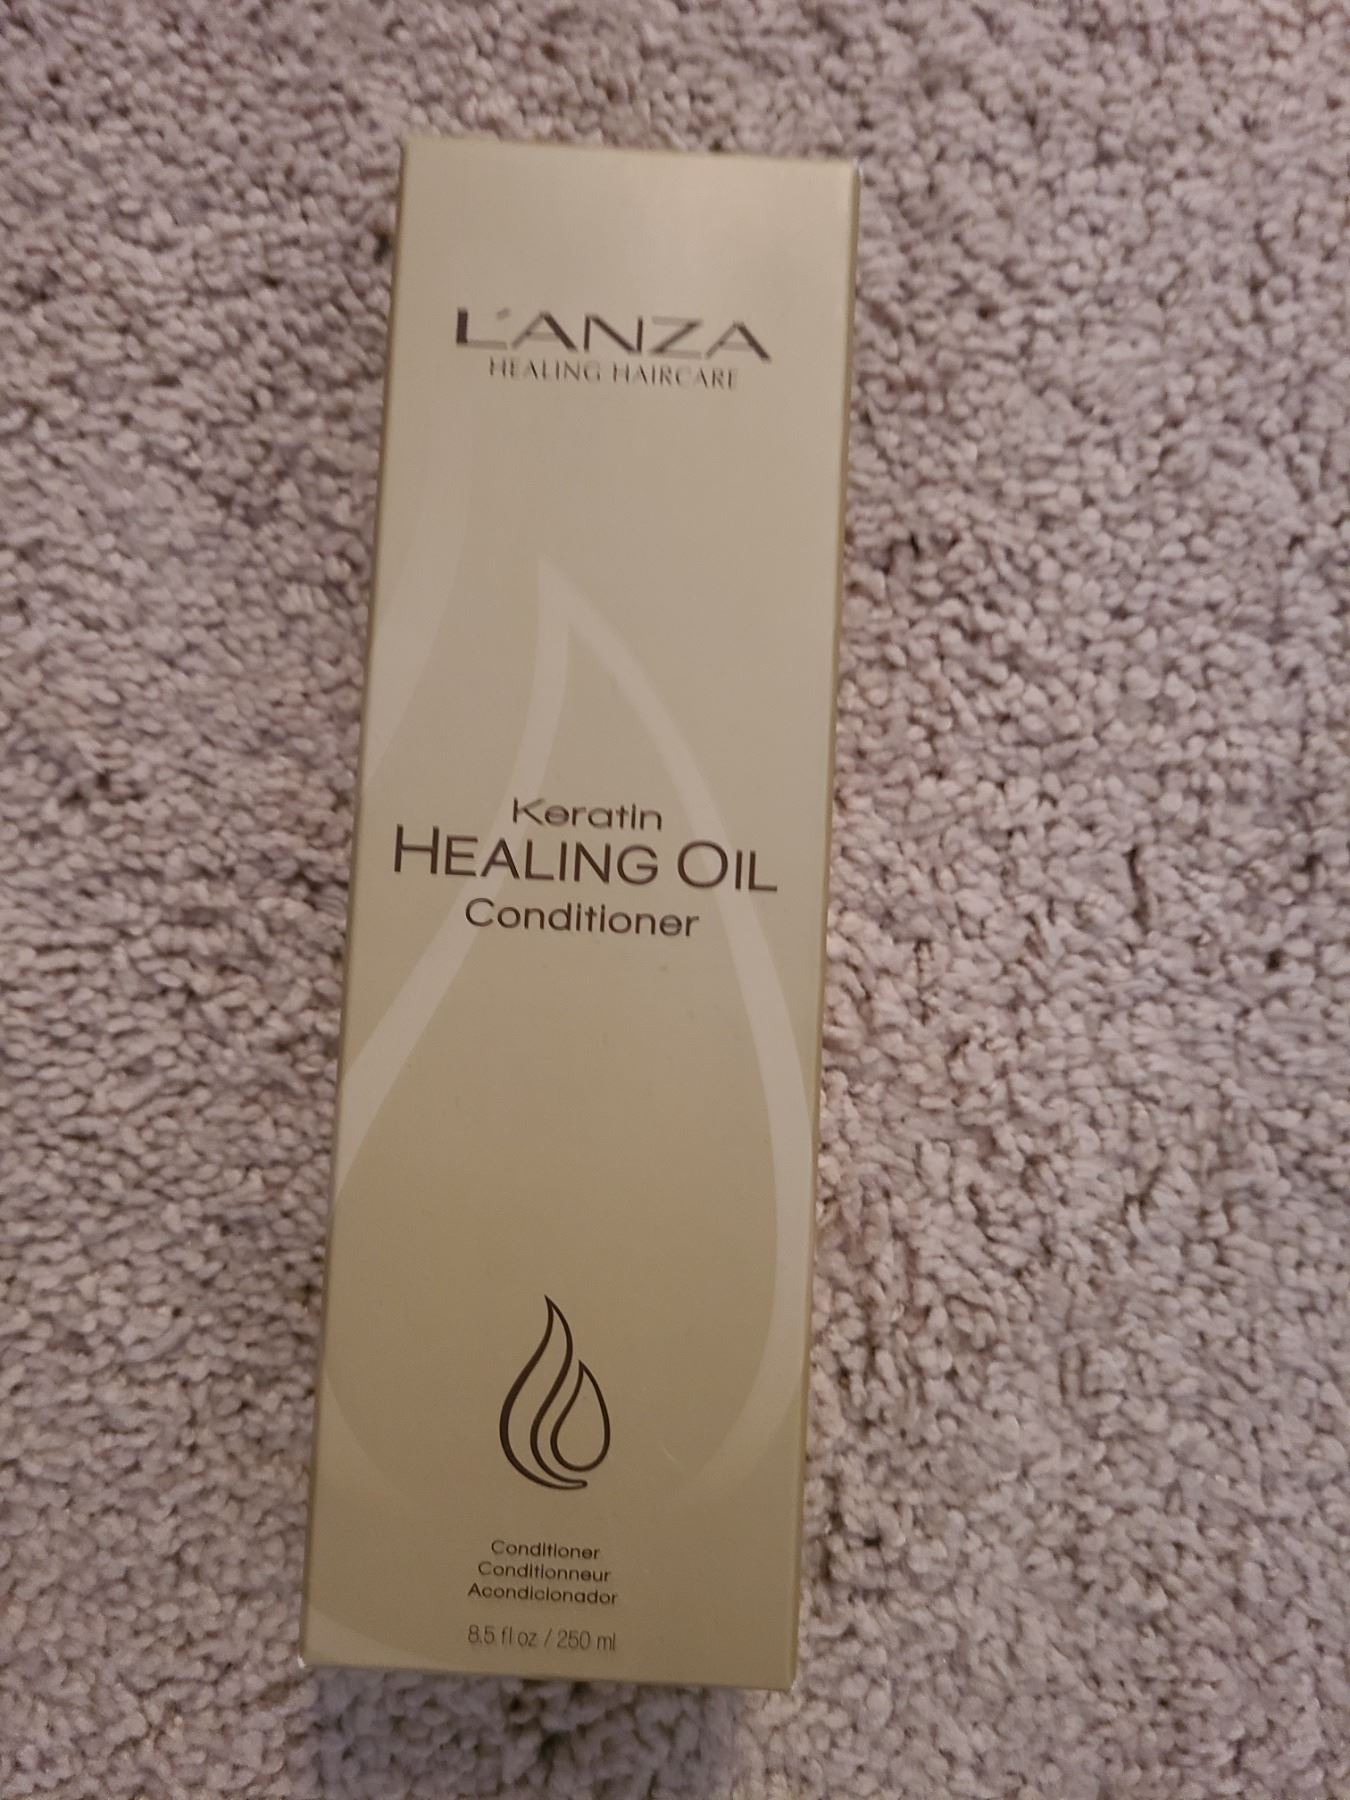 L'ANZA
HEALING HAIRCARE
Keratin
HEALING OIL
Conditioner
Conditioner
Conditionneur
Acondicionador
8.5 fl oz / 250 ml